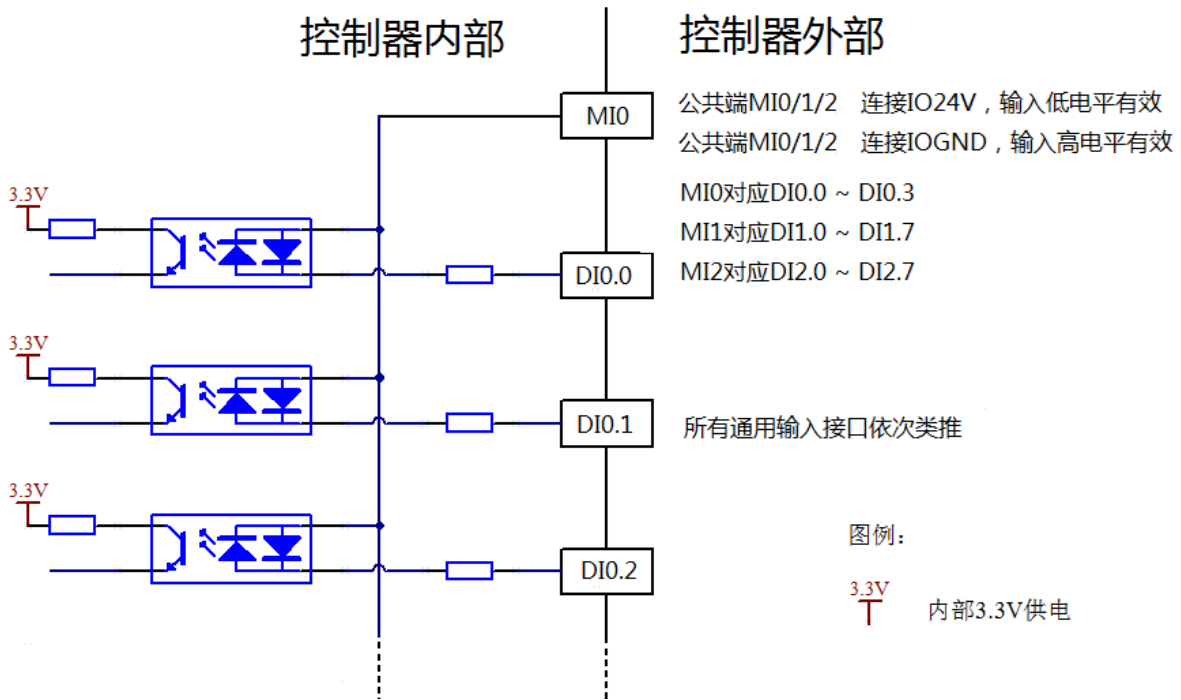 控制器内部
控制器外部
MI0
公共端MI0/1/2 连接IO24V，输入低电平有效
公共端MI0/1/2 连接IOGND，输入高电平有效
MI0对应DI0.0 ~ DI0.3
MI1对应DI1.0 ~ DI1.7
MI2对应DI2.0 ~ DI2.7
3.3V
DI0.0
3.3V
DI0.1
所有通用输入接口依次类推
3.3V
DI0.2
图例：
3.3V
内部3.3V供电